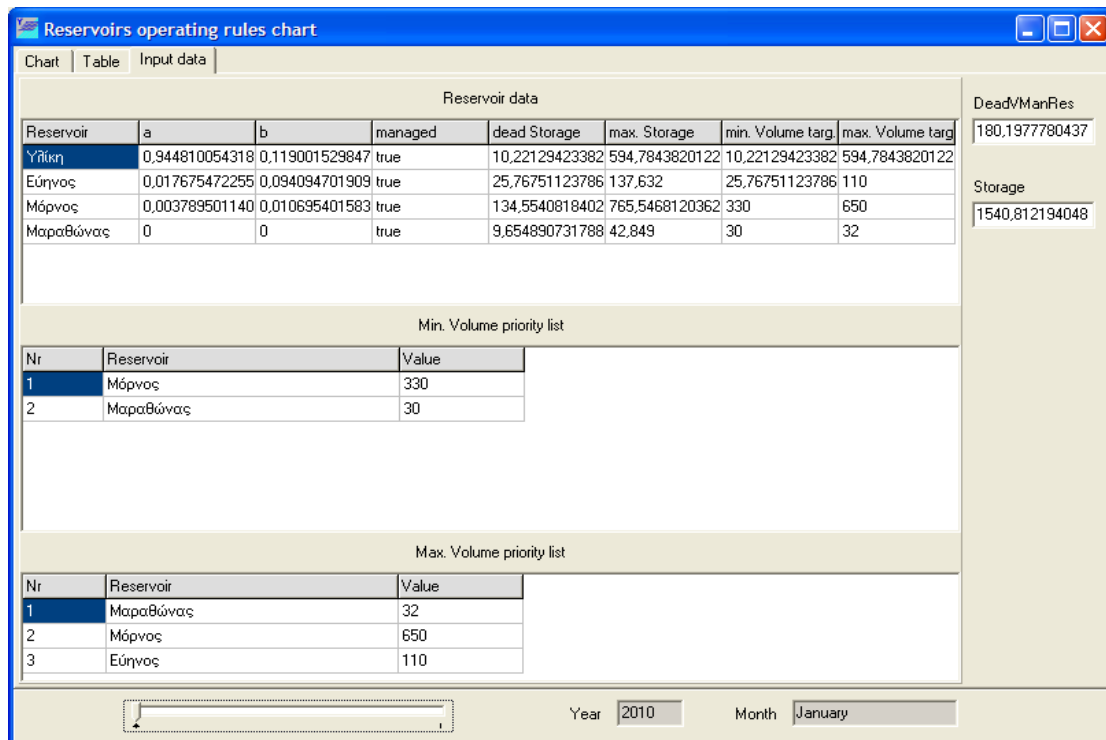 Reservoirs operating rules chart
Chart Table Input data
Reservoir data
Reservoir a b managed dead Storage max. Storage min. Volume targ. max. Volume targ
Υλίκη 0,944810054318 0,119001529847 true 10,22129423382 594,7843820122 10,22129423382 594,7843820122
Εύηνος 0,017675472255 0,094094701909 true 25,76751123786 137,632 25,76751123786 110
Μόρνος 0,003789501140 0,010695401583 true 134,5540818402 765,5468120362 330 650
Μαραθώνας 0 0 true 9,654890731788 42,849 30 32
DeadVManRes
180,1977780437
Storage
1540,812194048
Min. Volume priority list
Nr Reservoir Value
1 Μόρνος 330
2 Μαραθώνας 30
Max. Volume priority list
Nr Reservoir Value
1 Μαραθώνας 32
2 Μόρνος 650
3 Εύηνος 110
Year 2010 Month January